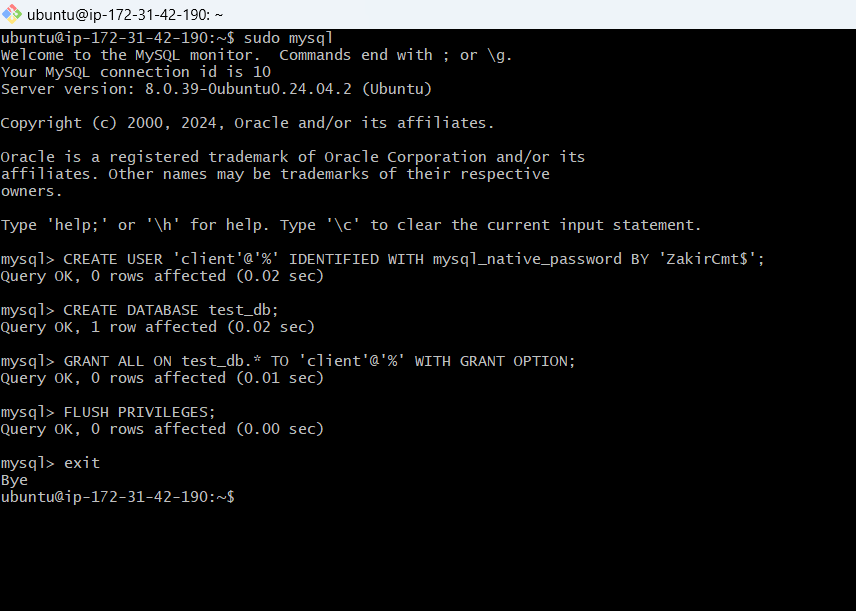 ubuntu@ip-172-31-42-190: ~
ubuntu@ip-172-31-42-190:~$ sudo mysql
Welcome to the MySQL monitor.  Commands end with ; or \g.
Your MySQL connection id is 10
Server version: 8.0.39-0ubuntu0.24.04.2 (Ubuntu)
Copyright (c) 2000, 2024, Oracle and/or its affiliates.
Oracle is a registered trademark of Oracle Corporation and/or its
affiliates. Other names may be trademarks of their respective
owners.
Type 'help;' or '\h' for help. Type '\c' to clear the current input statement.
mysql> CREATE USER 'client'@'%' IDENTIFIED WITH mysql_native_password BY 'ZakirCmt$';
Query OK, 0 rows affected (0.02 sec)
mysql> CREATE DATABASE test_db;
Query OK, 1 row affected (0.02 sec)
mysql> GRANT ALL ON test_db.* TO 'client'@'%' WITH GRANT OPTION;
Query OK, 0 rows affected (0.01 sec)
mysql> FLUSH PRIVILEGES;
Query OK, 0 rows affected (0.00 sec)
mysql> exit
Bye
ubuntu@ip-172-31-42-190:~$